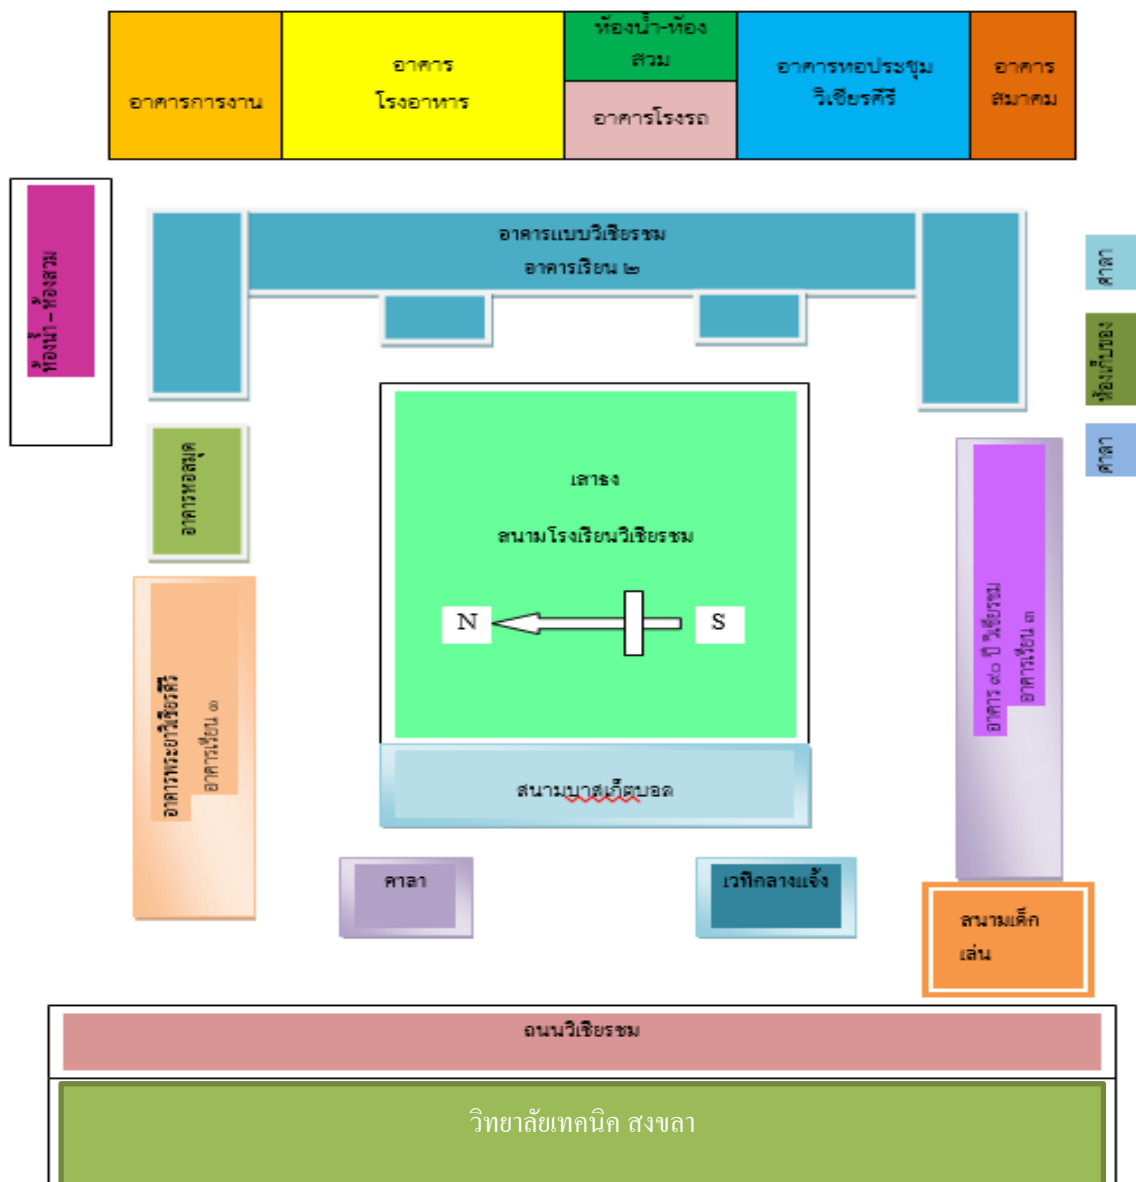 อาคารการงาน
อาคาร
โรงอาหาร
ห้องน้ำ-ห้อง
สวม
อาคารโรงรถ
อาคารหอประชุม
วิเชียรคีรี
อาคาร
สมาคม
ห้องน้ำ – ห้องสวม
อาคารแบบวิเชียรชม
อาคารเรียน ๒
ศาลา
ห้องเก็บของ
ศาลา
อาคารหอสมุด
เสาธง
สนามโรงเรียนวิเชียรชม
N
S
อาคารพระยาวิเชียรคีรี
อาคารเรียน ๑
อาคาร ๙๐ ปี วิเชียรชม
อาคารเรียน ๓
สนามบาสเก็ตบอล
ศาลา
เวทีกลางแจ้ง
สนามเด็ก
เล่น
ถนนวิเชียรชม
วิทยาลัยเทคนิค สงขลา